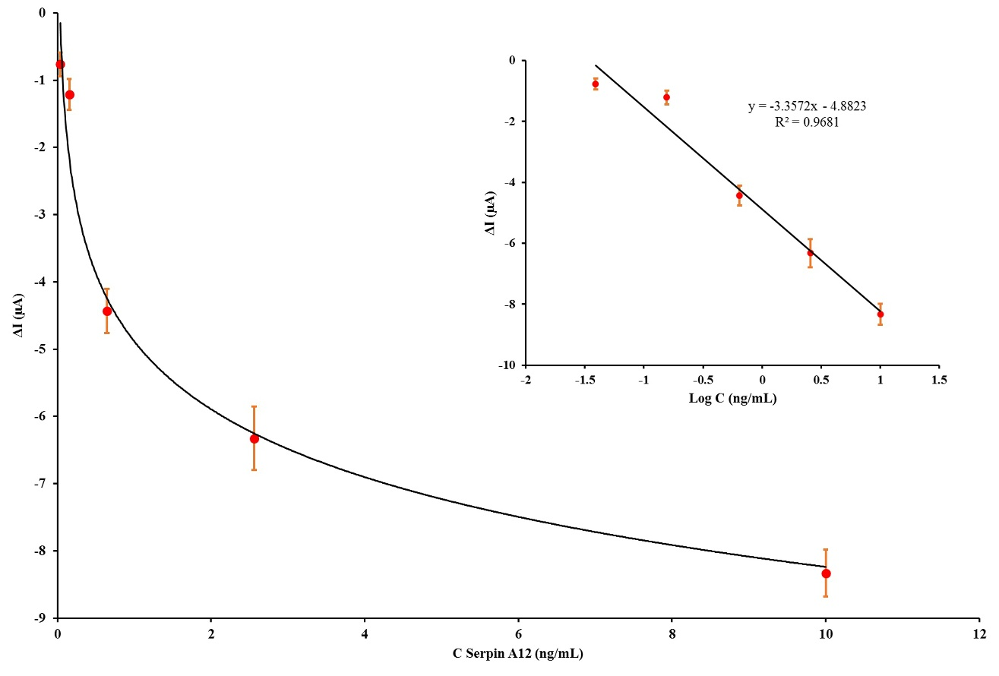 0
-1
-2
-3
-4
-5
-6
-7
-8
-9
ΔI (µA)
0 2 4 6 8 10 12
C Serpin A12 (ng/mL)
0
-2
-4
-6
-8
-10
ΔI (µA)
y = -3.3572x - 4.8823
R² = 0.9681
-2 -1.5 -1 -0.5 0 0.5 1 1.5
Log C (ng/mL)